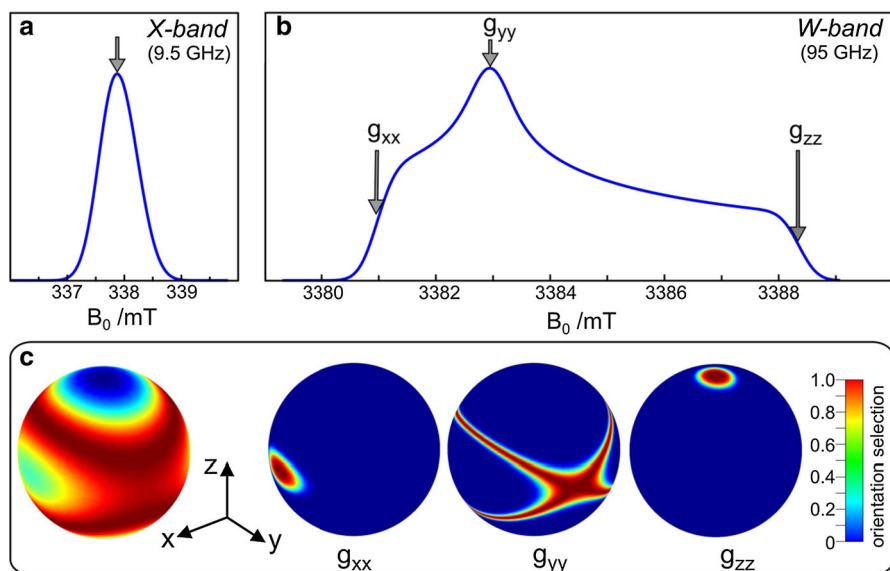 a
X-band
(9.5 GHz)
337 338 339
B0 /mT
b
gyy
W-band
(95 GHz)
gxx
gzz
3380 3382 3384 3386 3388
B0 /mT
c
z
x
y
gxx
gyy
gzz
1.0
0.8
0.6
0.4
0.2
0
orientation selection